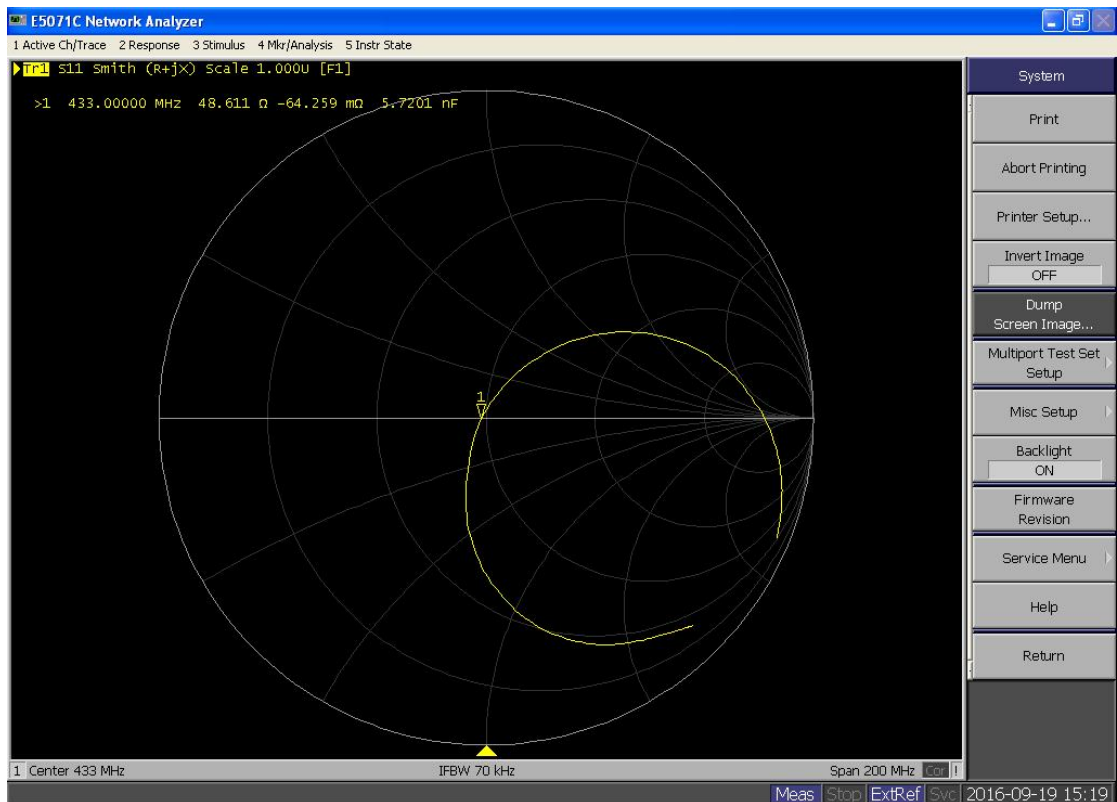 E5071C Network Analyzer
1 Active Ch/Trace 2 Response 3 Stimulus 4 Mkr/Analysis 5 Instr State
Tr1 S11 Smith (R+jX) Scale 1.000U [F1]
>1 433.00000 MHz 48.611 Ω -64.259 mΩ 5.7201 nF
1
System
Print
Abort Printing
Printer Setup...
Invert Image
OFF
Dump
Screen Image...
Multiport Test Set
Setup
Misc Setup
Backlight
ON
Firmware
Revision
Service Menu
Help
Return
1 Center 433 MHz IFBW 70 kHz Span 200 MHz Cor !
Meas Stop ExtRef Svc 2016-09-19 15:19